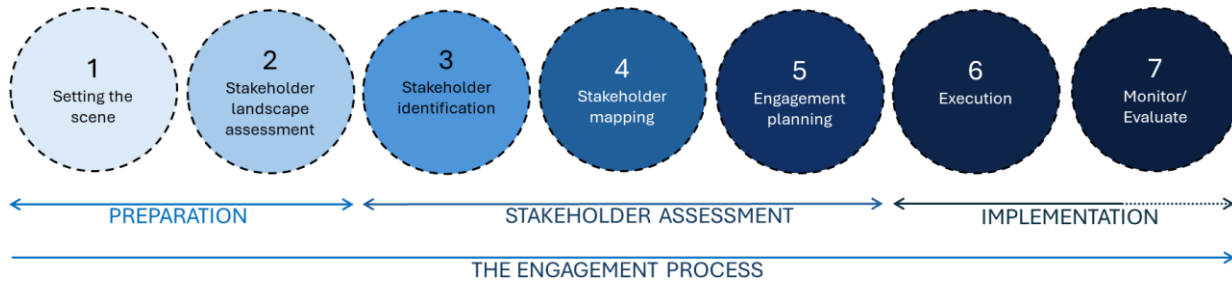 1
Setting the
scene
2
Stakeholder
landscape
assessment
3
Stakeholder
identification
4
Stakeholder
mapping
5
Engagement
planning
6
Execution
7
Monitor/
Evaluate
PREPARATION
STAKEHOLDER ASSESSMENT
IMPLEMENTATION
THE ENGAGEMENT PROCESS